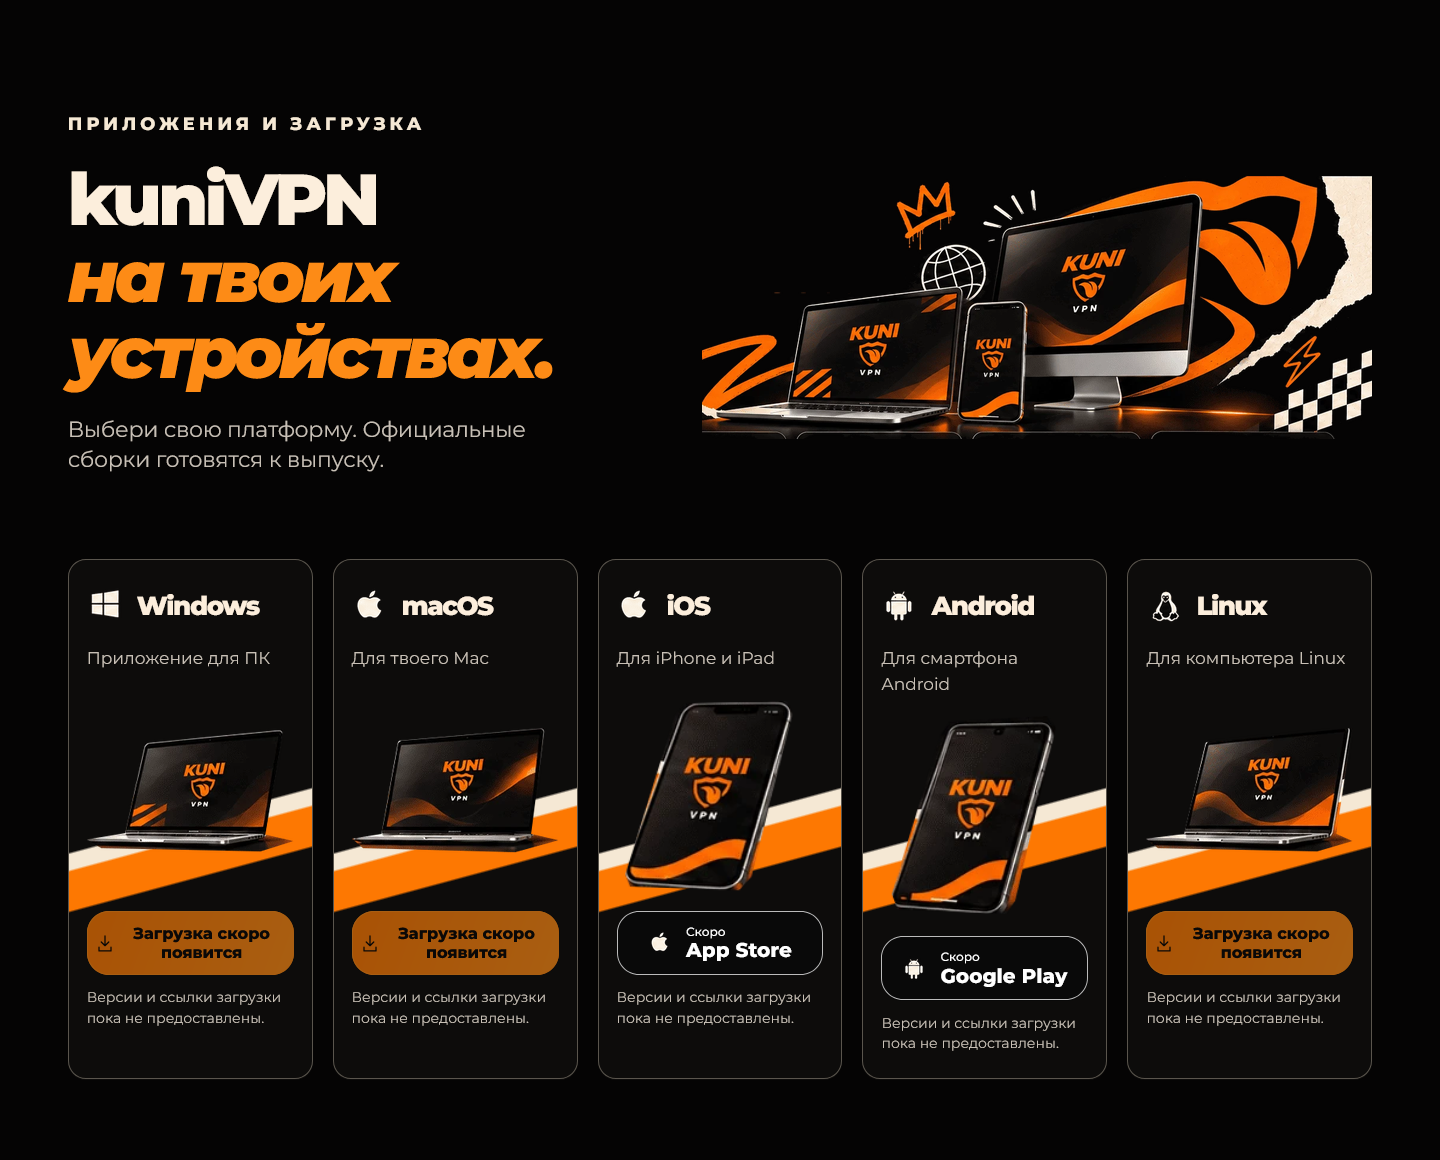 ПРИЛОЖЕНИЯ И ЗАГРУЗКА
kuniVPN
на твоих
устройствах.
Выбери свою платформу. Официальные
сборки готовятся к выпуску.
KUNI
VPN
KUNI
VPN
KUNI
VPN
Windows
Приложение для ПК
KUNI
VPN
Загрузка скоро
появится
Версии и ссылки загрузки
пока не предоставлены.
macOS
Для твоего Mac
KUNI
VPN
Загрузка скоро
появится
Версии и ссылки загрузки
пока не предоставлены.
iOS
Для iPhone и iPad
KUNI
VPN
Скоро
App Store
Версии и ссылки загрузки
пока не предоставлены.
Android
Для смартфона
Android
KUNI
VPN
Скоро
Google Play
Версии и ссылки загрузки
пока не предоставлены.
Linux
Для компьютера Linux
KUNI
VPN
Загрузка скоро
появится
Версии и ссылки загрузки
пока не предоставлены.